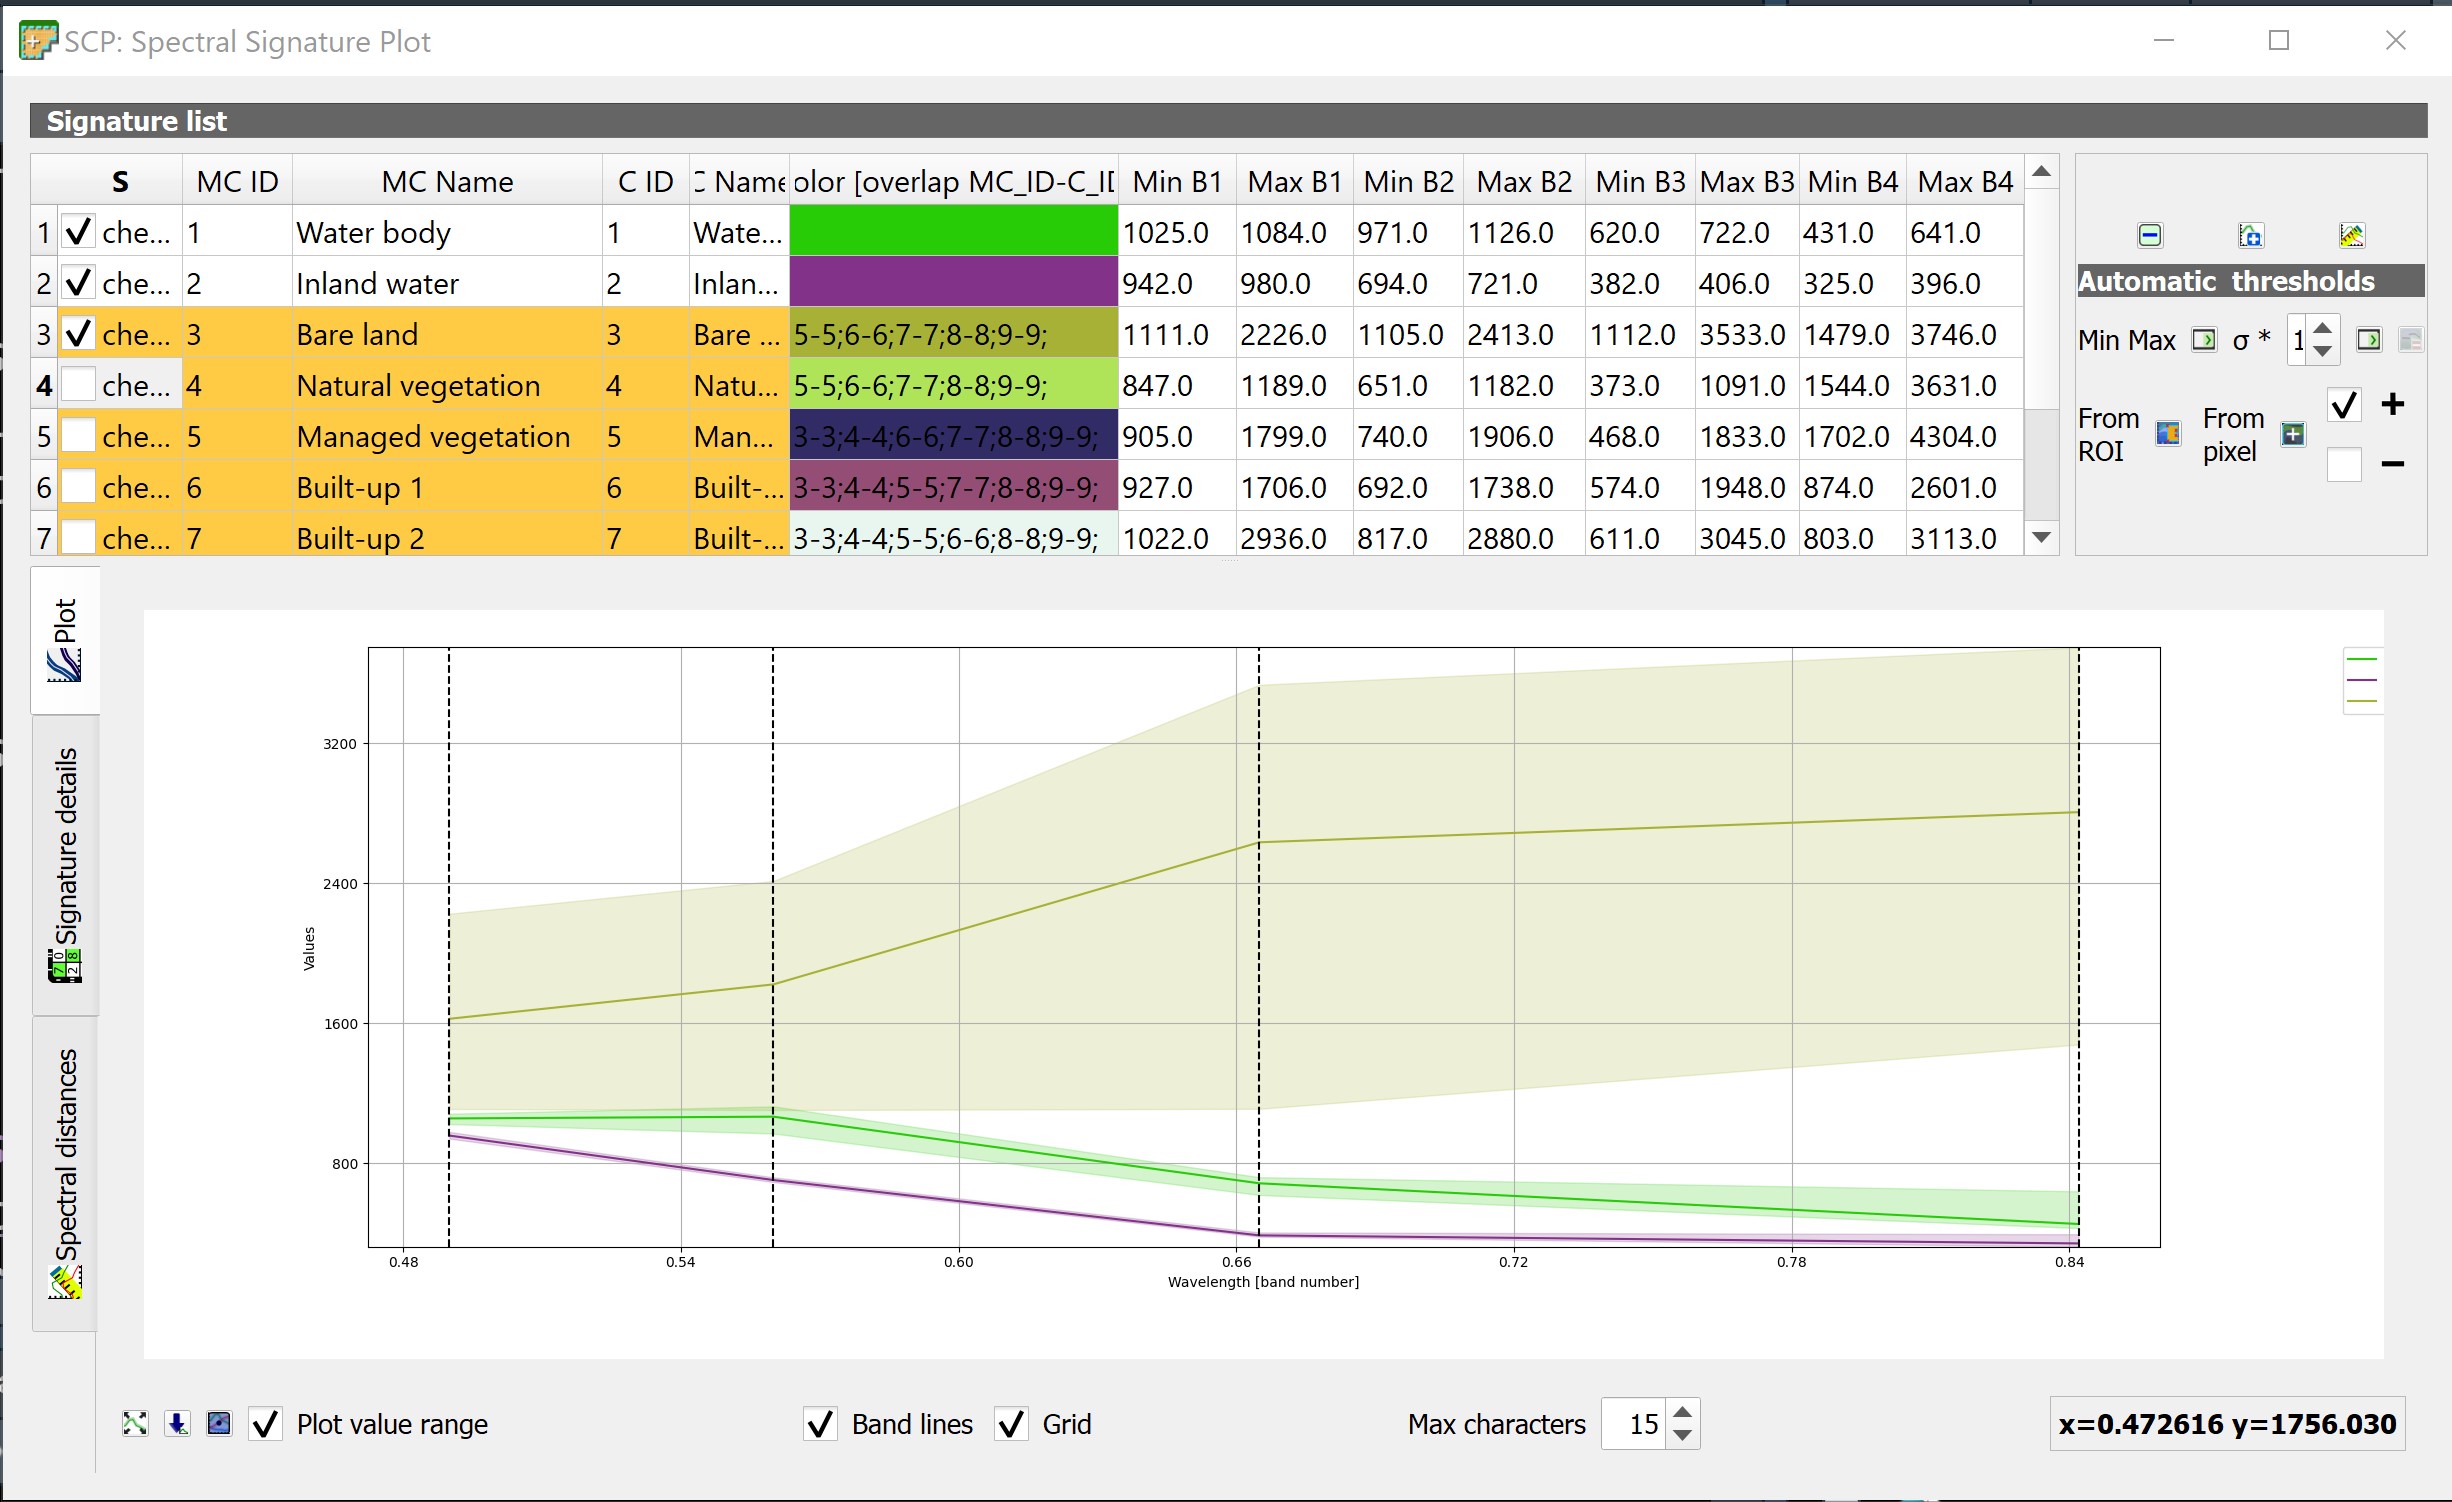 SCP: Spectral Signature Plot
Signature list
S MC ID MC Name C ID C Name olor [overlap MC_ID-C_ID Min B1 Max B1 Min B2 Max B2 Min B3 Max B3 Min B4 Max B4
1 che... 1 Water body 1 Wate... 1025.0 1084.0 971.0 1126.0 620.0 722.0 431.0 641.0
2 che... 2 Inland water 2 Inlan... 942.0 980.0 694.0 721.0 382.0 406.0 325.0 396.0
3 che... 3 Bare land 3 Bare ... 5-5;6-6;7-7;8-8;9-9; 1111.0 2226.0 1105.0 2413.0 1112.0 3533.0 1479.0 3746.0
4 che... 4 Natural vegetation 4 Natu... 5-5;6-6;7-7;8-8;9-9; 847.0 1189.0 651.0 1182.0 373.0 1091.0 1544.0 3631.0
5 che... 5 Managed vegetation 5 Man... 3-3;4-4;6-6;7-7;8-8;9-9; 905.0 1799.0 740.0 1906.0 468.0 1833.0 1702.0 4304.0
6 che... 6 Built-up 1 6 Built-... 3-3;4-4;5-5;7-7;8-8;9-9; 927.0 1706.0 692.0 1738.0 574.0 1948.0 874.0 2601.0
7 che... 7 Built-up 2 7 Built-... 3-3;4-4;5-5;6-6;8-8;9-9; 1022.0 2936.0 817.0 2880.0 611.0 3045.0 803.0 3113.0
Automatic thresholds
Min Max σ * 1
From ROI From pixel + −
Plot
Signature details
Spectral distances
3200
2400
1600
800
Values
0.48 0.54 0.60 0.66 0.72 0.78 0.84
Wavelength [band number]
Plot value range Band lines Grid Max characters 15 x=0.472616 y=1756.030